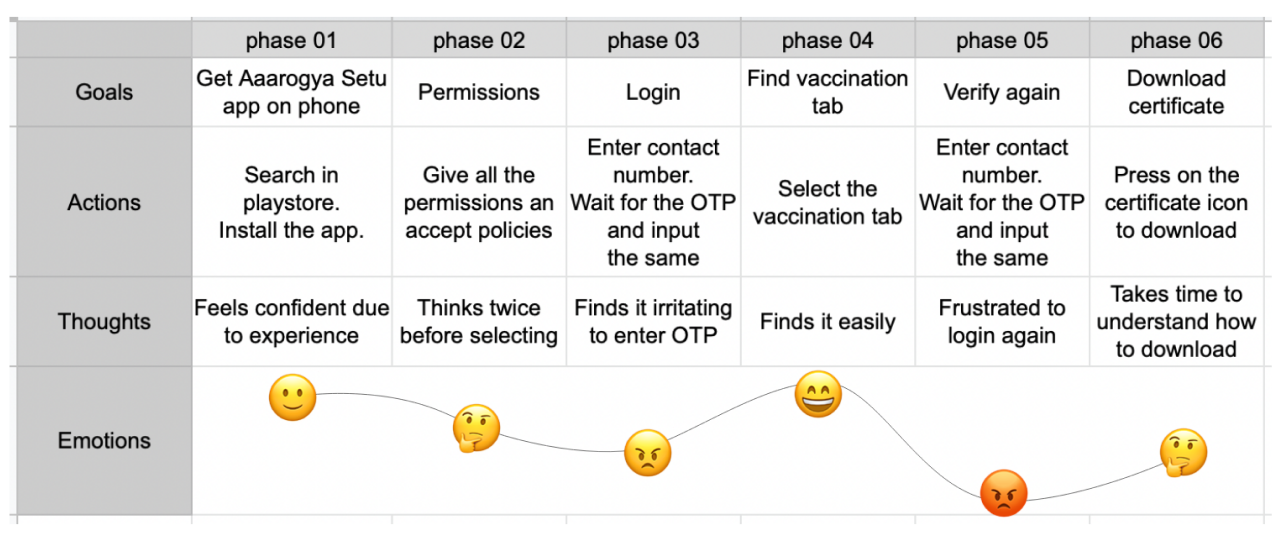 phase 01
phase 02
phase 03
phase 04
phase 05
phase 06
Goals
Get Aaarogya Setu
app on phone
Permissions
Login
Find vaccination
tab
Verify again
Download
certificate
Actions
Search in
playstore.
Install the app.
Give all the
permissions an
accept policies
Enter contact
number.
Wait for the OTP
and input
the same
Select the
vaccination tab
Enter contact
number.
Wait for the OTP
and input
the same
Press on the
certificate icon
to download
Thoughts
Feels confident due
to experience
Thinks twice
before selecting
Finds it irritating
to enter OTP
Finds it easily
Frustrated to
login again
Takes time to
understand how
to download
Emotions